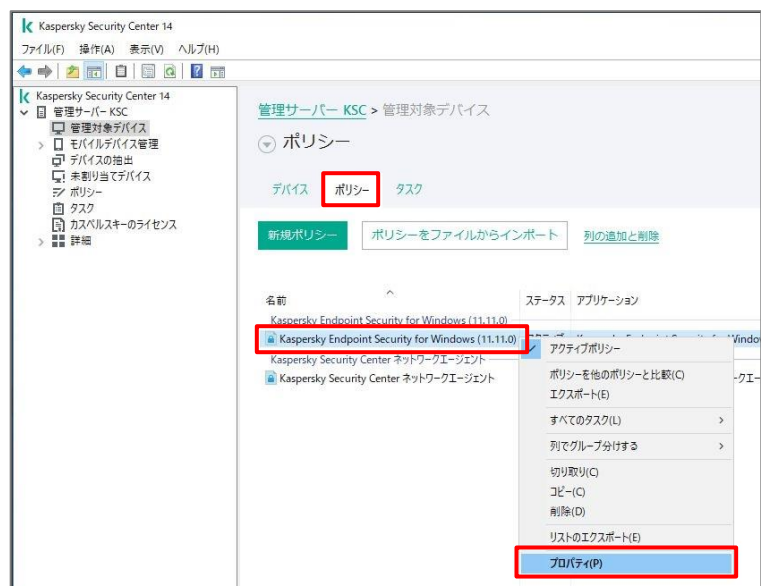 Kaspersky Security Center 14
ファイル(F) 操作(A) 表示(V) ヘルプ(H)
Kaspersky Security Center 14
管理サーバー KSC
管理対象デバイス
モバイルデバイス管理
デバイスの抽出
未割り当てデバイス
ポリシー
タスク
カスペルスキーのライセンス
詳細
管理サーバー KSC > 管理対象デバイス
ポリシー
デバイス ポリシー タスク
新規ポリシー ポリシーをファイルからインポート 列の追加と削除
名前 ステータス アプリケーション
Kaspersky Endpoint Security for Windows (11.11.0)
Kaspersky Endpoint Security for Windows (11.11.0)
Kaspersky Security Center ネットワークエージェント
Kaspersky Security Center ネットワークエージェント
アクティブポリシー
ポリシーを他のポリシーと比較(C)
エクスポート(E)
すべてのタスク(L)
列でグループ分けする
切り取り(C)
コピー(C)
削除(D)
リストのエクスポート(E)
プロパティ(P)